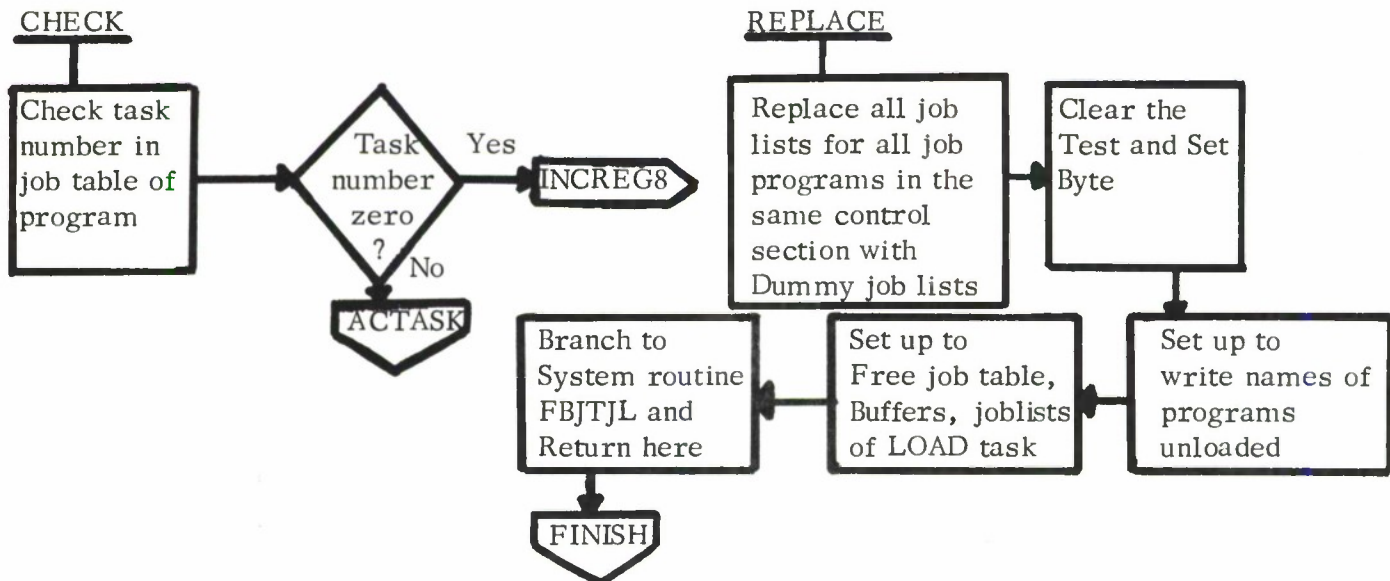 CHECK
Check task
number in
job table of
program
Task
number
zero
?
Yes
INCREG8
No
ACTASK
REPLACE
Replace all job
lists for all job
programs in the
same control
section with
Dummy job lists
Clear the
Test and Set
Byte
Set up to
write names of
programs
unloaded
Set up to
Free job table,
Buffers, joblists
of LOAD task
Branch to
System routine
FBJTJL and
Return here
FINISH